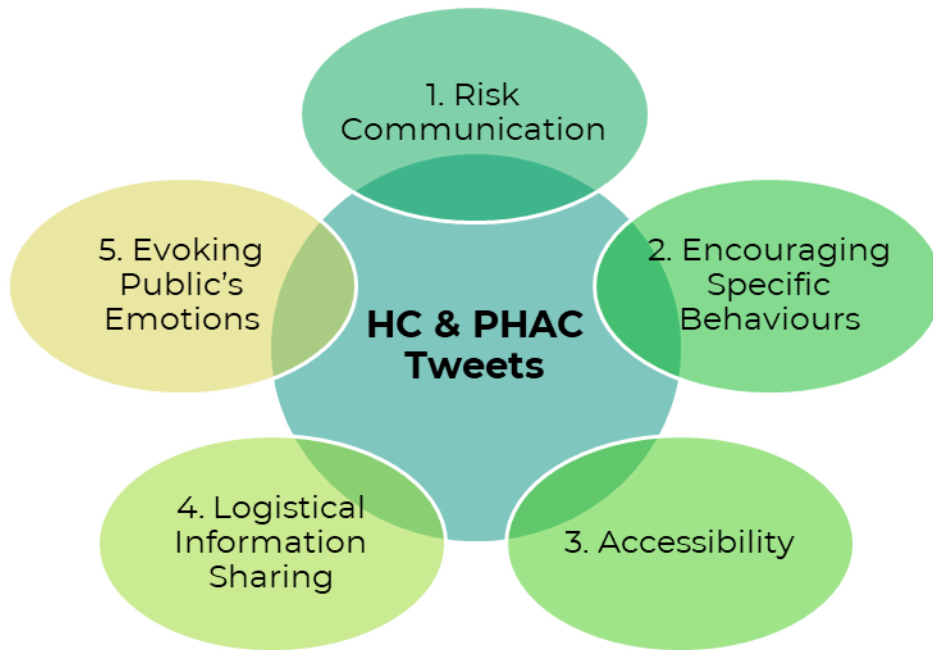 1. Risk
Communication
2. Encouraging
Specific
Behaviours
3. Accessibility
4. Logistical
Information
Sharing
5. Evoking
Public’s
Emotions
HC & PHAC
Tweets